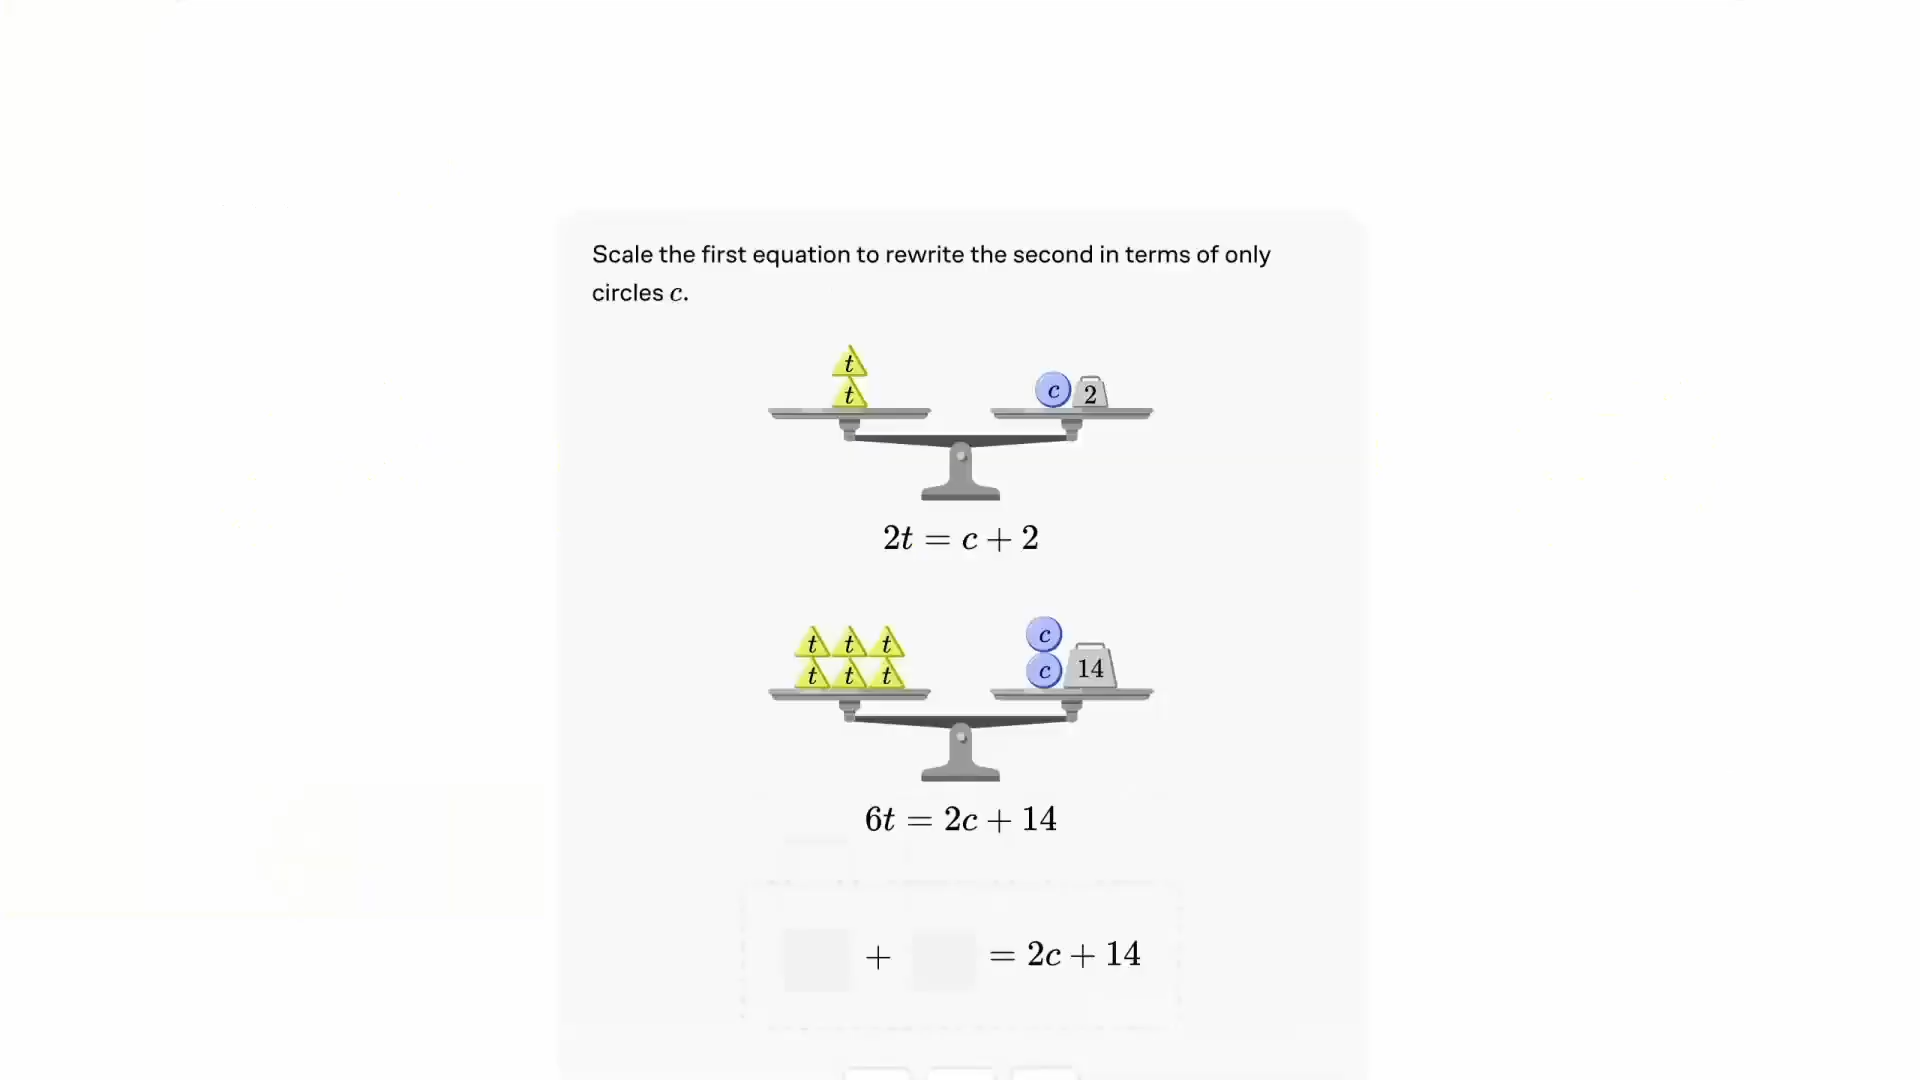 Scale the first equation to rewrite the second in terms of only
circles c.
t
t
c 2
2t = c + 2
t t t
t t t
c
c 14
6t = 2c + 14
+ = 2c + 14